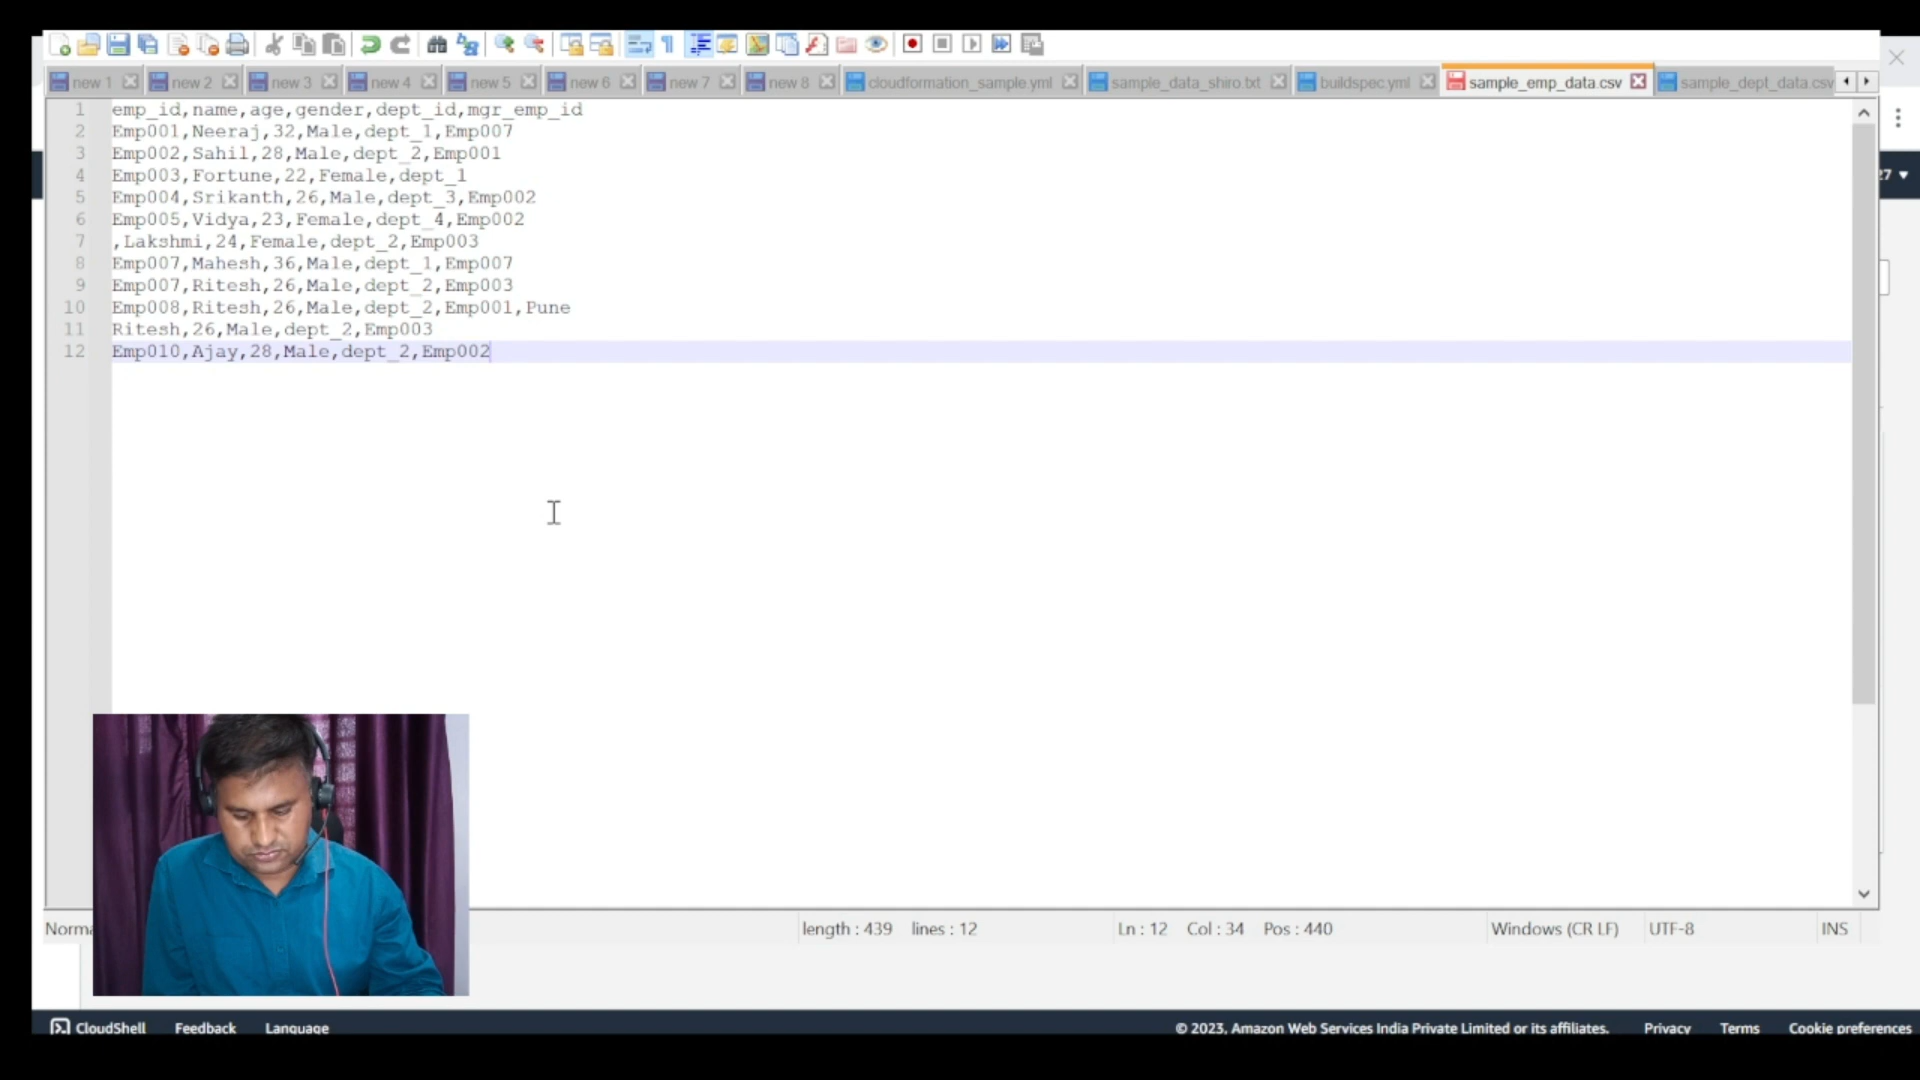 new 1 new 2 new 3 new 4 new 5 new 6 new 7 new 8 cloudformation_sample.yml sample_data_shiro.txt buildspec.yml sample_emp_data.csv sample_dept_data.csv
1 emp_id,name,age,gender,dept_id,mgr_emp_id
2 Emp001,Neeraj,32,Male,dept_1,Emp007
3 Emp002,Sahil,28,Male,dept_2,Emp001
4 Emp003,Fortune,22,Female,dept_1
5 Emp004,Srikanth,26,Male,dept_3,Emp002
6 Emp005,Vidya,23,Female,dept_4,Emp002
7 ,Lakshmi,24,Female,dept_2,Emp003
8 Emp007,Mahesh,36,Male,dept_1,Emp007
9 Emp007,Ritesh,26,Male,dept_2,Emp003
10 Emp008,Ritesh,26,Male,dept_2,Emp001,Pune
11 Ritesh,26,Male,dept_2,Emp003
12 Emp010,Ajay,28,Male,dept_2,Emp002
27
length : 439 lines : 12 Ln : 12 Col : 34 Pos : 440 Windows (CR LF) UTF-8 INS
CloudShell Feedback Language © 2023, Amazon Web Services India Private Limited or its affiliates. Privacy Terms Cookie preferences